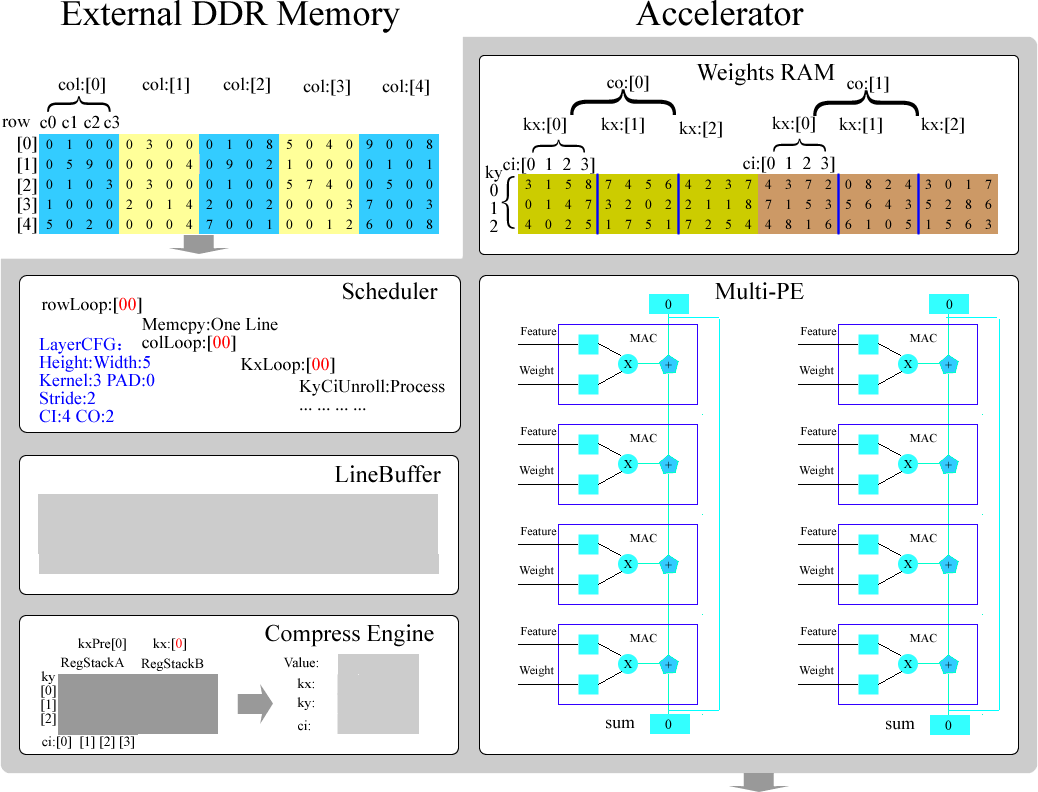 External DDR Memory
Accelerator
col:[0] col:[1] col:[2] col:[3] col:[4]
row c0 c1 c2 c3
[0] 0 1 0 0 0 3 0 0 0 1 0 8 5 0 4 0 9 0 0 8
[1] 0 5 9 0 0 0 0 4 0 9 0 2 1 0 0 0 0 1 0 1
[2] 0 1 0 3 0 3 0 0 0 1 0 0 5 7 4 0 0 5 0 0
[3] 1 0 0 0 2 0 1 4 2 0 0 2 0 0 0 3 7 0 0 3
[4] 5 0 2 0 0 0 0 4 7 0 0 1 0 0 1 2 6 0 0 8
Weights RAM
co:[0] co:[1]
kx:[0] kx:[1] kx:[2] kx:[0] kx:[1] kx:[2]
ci:[0 1 2 3] ci:[0 1 2 3]
ky
0 3 1 5 8 7 4 5 6 4 2 3 7 4 3 7 2 0 8 2 4 3 0 1 7
1 0 1 4 7 3 2 0 2 2 1 1 8 7 1 5 3 5 6 4 3 5 2 8 6
2 4 0 2 5 1 7 5 1 7 2 5 4 4 8 1 6 6 1 0 5 1 5 6 3
Scheduler
rowLoop:[00]
Memcpy:One Line
LayerCFG： colLoop:[00]
Height:Width:5 KxLoop:[00]
Kernel:3 PAD:0 KyCiUnroll:Process
Stride:2 ... ... ... ...
CI:4 CO:2
LineBuffer
Compress Engine
kxPre[0] kx:[0]
RegStackA RegStackB
ky
[0]
[1]
[2]
ci:[0] [1] [2] [3]
Value:
kx:
ky:
ci:
Multi-PE
0 0
Feature MAC Feature MAC
X + X +
Weight Weight
Feature MAC Feature MAC
X + X +
Weight Weight
Feature MAC Feature MAC
X + X +
Weight Weight
Feature MAC Feature MAC
X + X +
Weight Weight
sum 0 sum 0